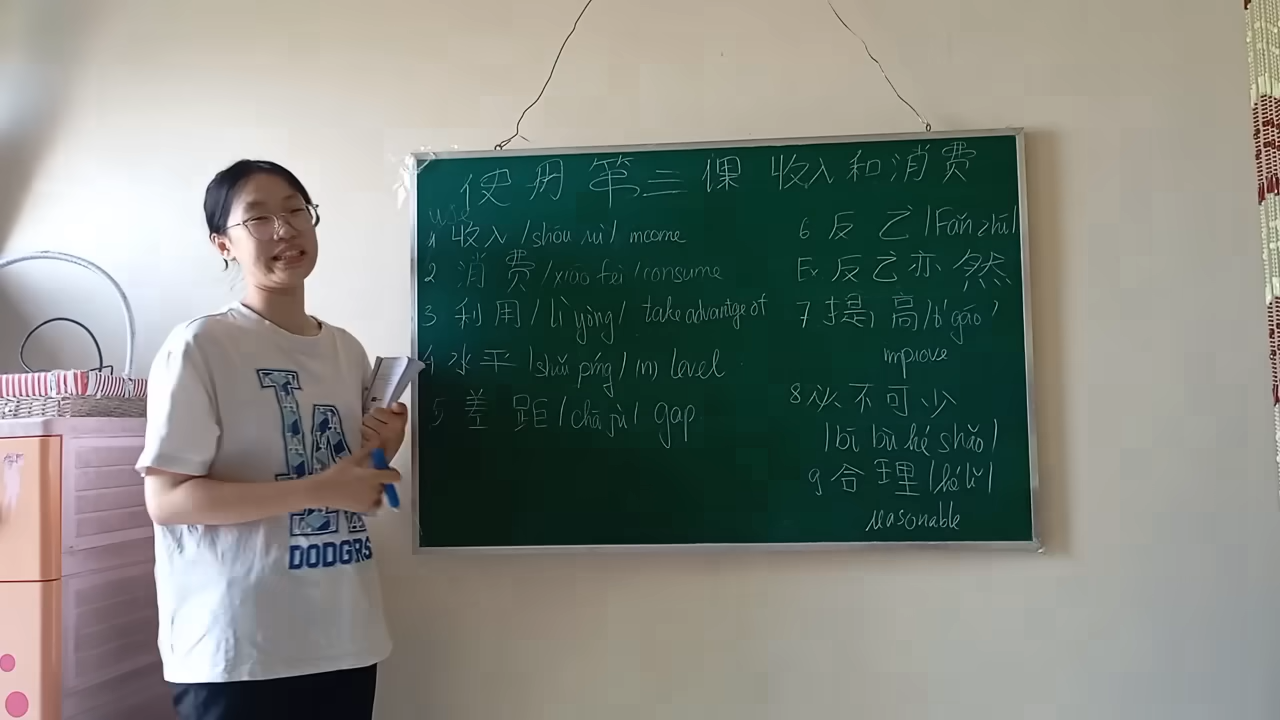 使用第三课 收入和消费
use
1 收入 /shōu rù/ income
2 消费 /xiāo fèi/ consume
3 利用 /lì yòng/ take advantage of
4 水平 /shuǐ píng/ (n) level
5 差距 /chā jù/ gap
6 反之 /Fǎn zhī/
Ex 反之亦然
7 提高 /tí gāo/
improve
8 必不可少
/bì bù kě shǎo/
9 合理 /hé lǐ/
reasonable
LA
DODGRS